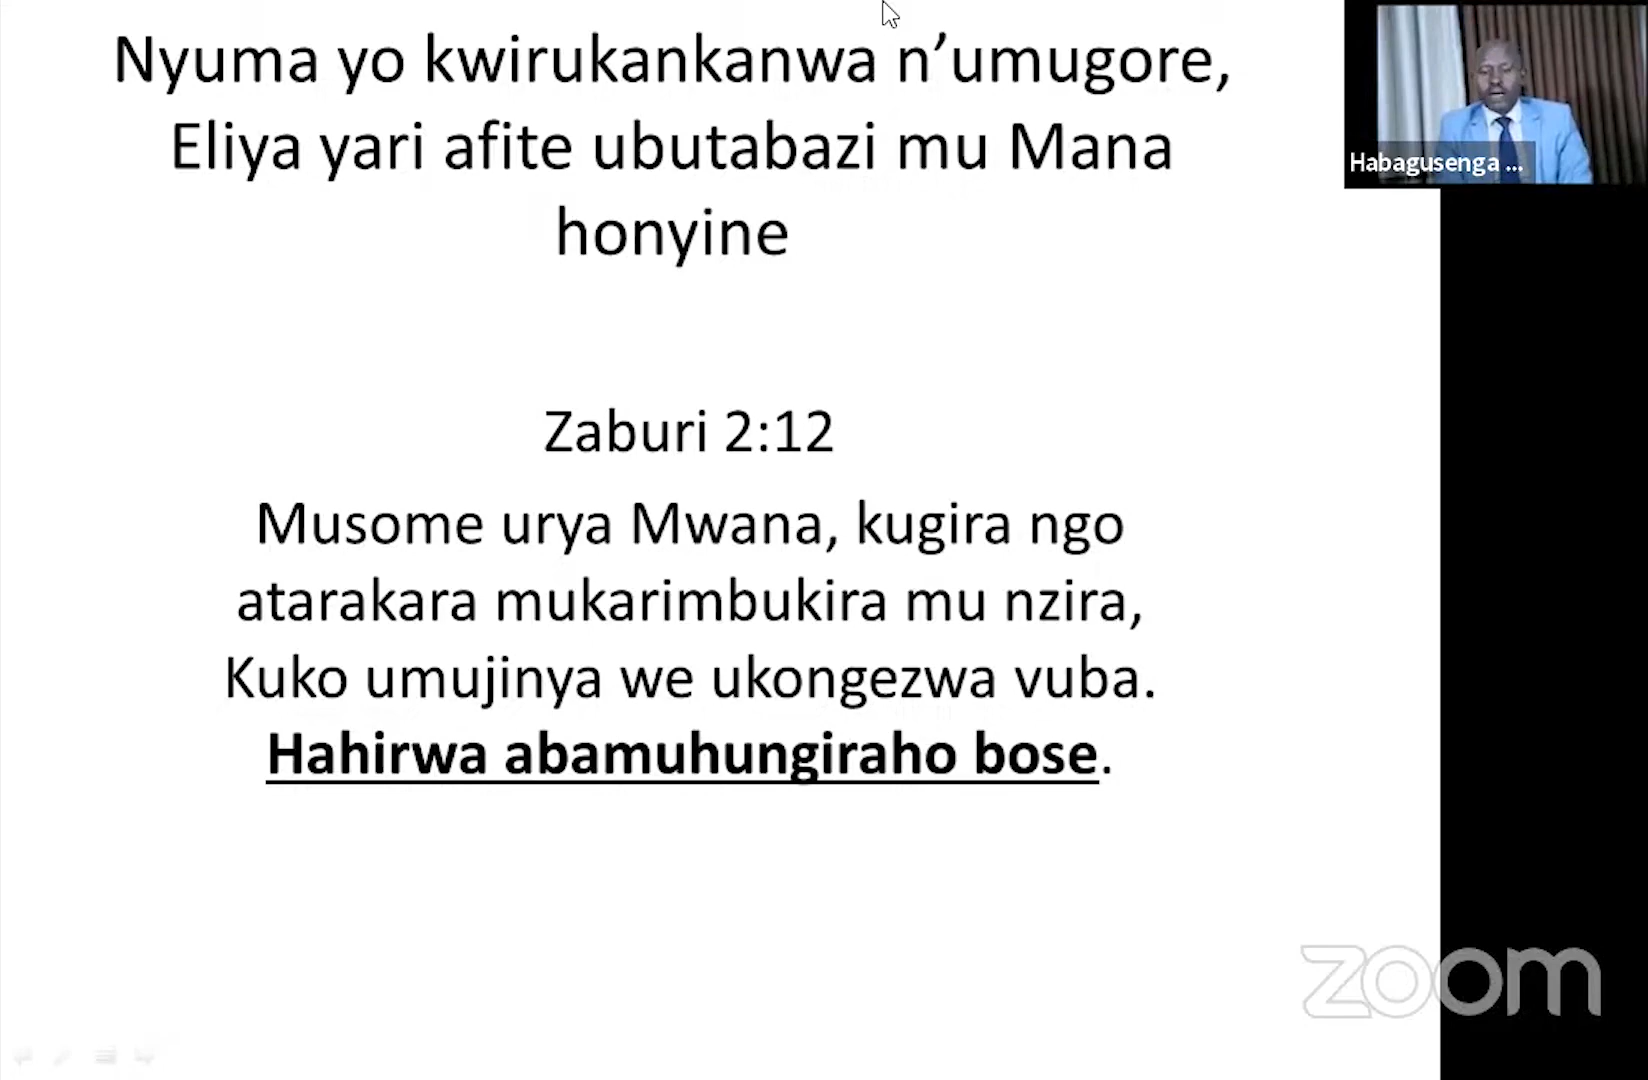 Nyuma yo kwirukankanwa n’umugore,
Eliya yari afite ubutabazi mu Mana
honyine
Habagusenga ...
Zaburi 2:12
Musome urya Mwana, kugira ngo
atarakara mukarimbukira mu nzira,
Kuko umujinya we ukongezwa vuba.
Hahirwa abamuhungiraho bose.
zoom